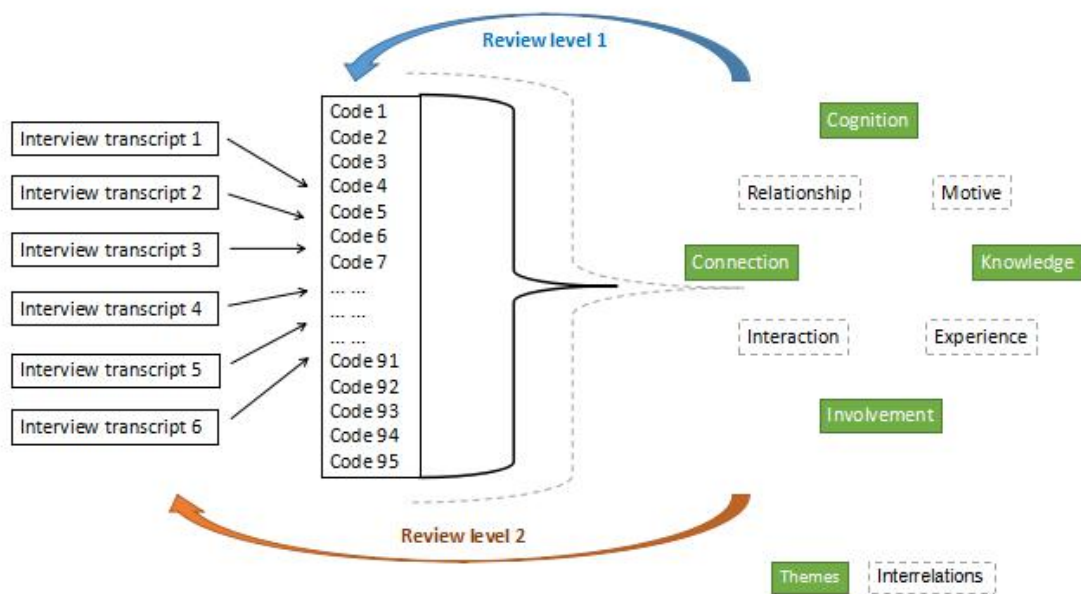 Review level 1
Interview transcript 1
Interview transcript 2
Interview transcript 3
Interview transcript 4
Interview transcript 5
Interview transcript 6
Code 1
Code 2
Code 3
Code 4
Code 5
Code 6
Code 7
... ...
... ...
... ...
Code 91
Code 92
Code 93
Code 94
Code 95
Cognition
Relationship
Motive
Connection
Knowledge
Interaction
Experience
Involvement
Review level 2
Themes
Interrelations